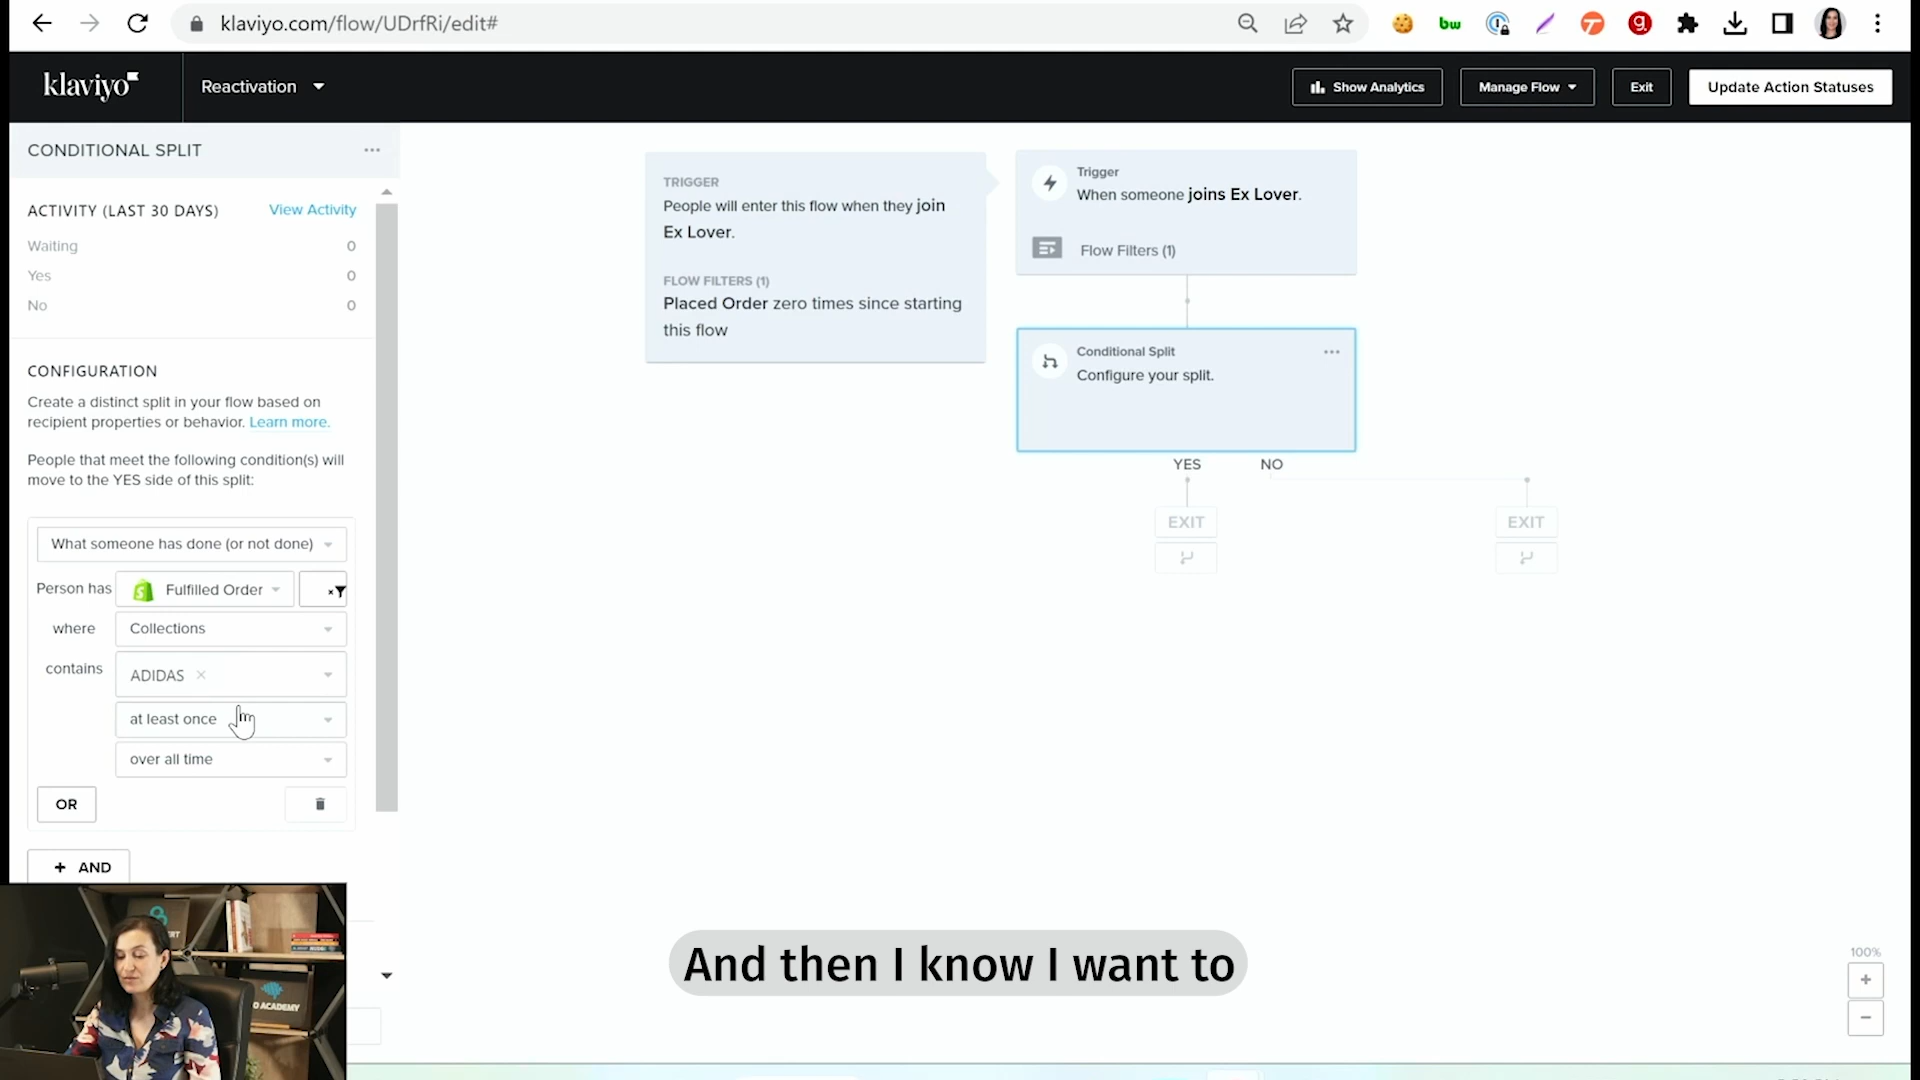 klaviyo.com/flow/UDrfRi/edit#
bw
klaviyo
Reactivation
Show Analytics
Manage Flow
Exit
Update Action Statuses
CONDITIONAL SPLIT
ACTIVITY (LAST 30 DAYS)
View Activity
Waiting 0
Yes 0
No 0
CONFIGURATION
Create a distinct split in your flow based on
recipient properties or behavior. Learn more.
People that meet the following condition(s) will
move to the YES side of this split:
What someone has done (or not done)
Person has Fulfilled Order
where Collections
contains ADIDAS ×
at least once
over all time
OR
+ AND
TRIGGER
People will enter this flow when they join
Ex Lover.
FLOW FILTERS (1)
Placed Order zero times since starting
this flow
Trigger
When someone joins Ex Lover.
Flow Filters (1)
Conditional Split
Configure your split.
YES NO
EXIT EXIT
ACADEMY
And then I know I want to
100%
+
−